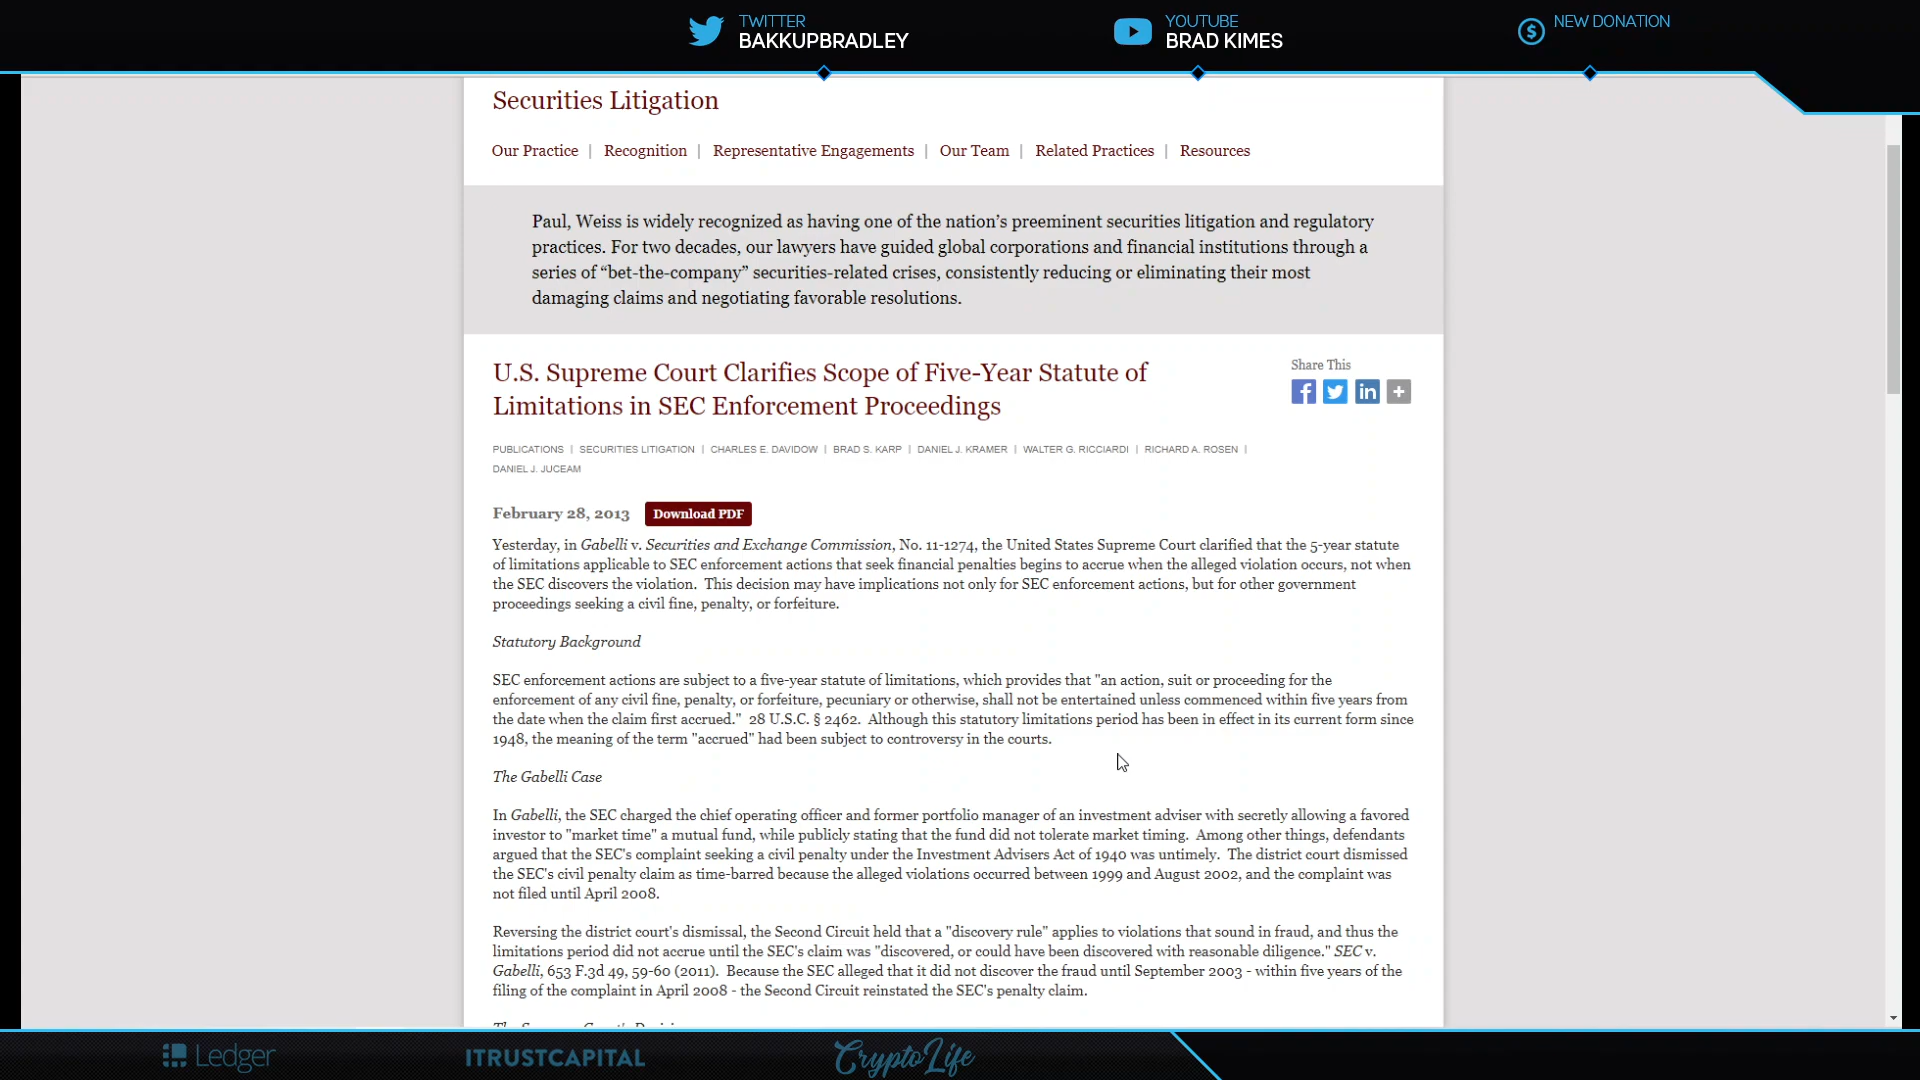 TWITTER
BAKKUPBRADLEY
YOUTUBE
BRAD KIMES
NEW DONATION
Securities Litigation
Our Practice | Recognition | Representative Engagements | Our Team | Related Practices | Resources
Paul, Weiss is widely recognized as having one of the nation's preeminent securities litigation and regulatory
practices. For two decades, our lawyers have guided global corporations and financial institutions through a
series of “bet-the-company” securities-related crises, consistently reducing or eliminating their most
damaging claims and negotiating favorable resolutions.
U.S. Supreme Court Clarifies Scope of Five-Year Statute of
Limitations in SEC Enforcement Proceedings
Share This
PUBLICATIONS | SECURITIES LITIGATION | CHARLES E. DAVIDOW | BRAD S. KARP | DANIEL J. KRAMER | WALTER G. RICCIARDI | RICHARD A. ROSEN |
DANIEL J. JUCEAM
February 28, 2013 Download PDF
Yesterday, in Gabelli v. Securities and Exchange Commission, No. 11-1274, the United States Supreme Court clarified that the 5-year statute
of limitations applicable to SEC enforcement actions that seek financial penalties begins to accrue when the alleged violation occurs, not when
the SEC discovers the violation.  This decision may have implications not only for SEC enforcement actions, but for other government
proceedings seeking a civil fine, penalty, or forfeiture.
Statutory Background
SEC enforcement actions are subject to a five-year statute of limitations, which provides that "an action, suit or proceeding for the
enforcement of any civil fine, penalty, or forfeiture, pecuniary or otherwise, shall not be entertained unless commenced within five years from
the date when the claim first accrued."  28 U.S.C. § 2462.  Although this statutory limitations period has been in effect in its current form since
1948, the meaning of the term "accrued" had been subject to controversy in the courts.
The Gabelli Case
In Gabelli, the SEC charged the chief operating officer and former portfolio manager of an investment adviser with secretly allowing a favored
investor to "market time" a mutual fund, while publicly stating that the fund did not tolerate market timing.  Among other things, defendants
argued that the SEC's complaint seeking a civil penalty under the Investment Advisers Act of 1940 was untimely.  The district court dismissed
the SEC's civil penalty claim as time-barred because the alleged violations occurred between 1999 and August 2002, and the complaint was
not filed until April 2008.
Reversing the district court's dismissal, the Second Circuit held that a "discovery rule" applies to violations that sound in fraud, and thus the
limitations period did not accrue until the SEC's claim was "discovered, or could have been discovered with reasonable diligence." SEC v.
Gabelli, 653 F.3d 49, 59-60 (2011).  Because the SEC alleged that it did not discover the fraud until September 2003 - within five years of the
filing of the complaint in April 2008 - the Second Circuit reinstated the SEC's penalty claim.
Ledger
ITRUSTCAPITAL
CryptoLife